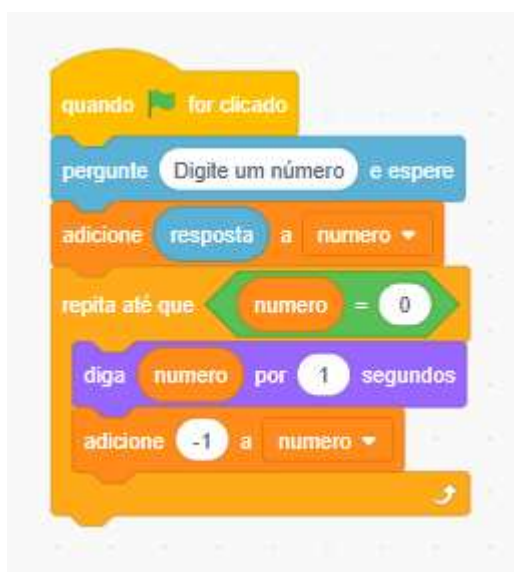 quando for clicado
pergunte Digite um número e espere
adicione resposta a numero
repita até que numero = 0
diga numero por 1 segundos
adicione -1 a numero